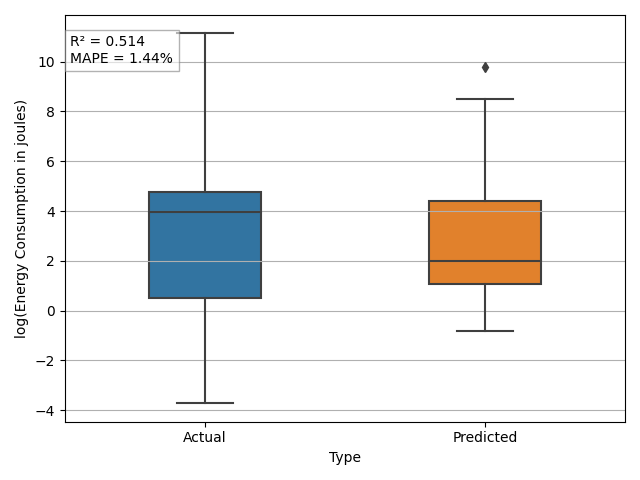 R² = 0.514
MAPE = 1.44%
log(Energy Consumption in joules)
10
8
6
4
2
0
−2
−4
Actual
Predicted
Type